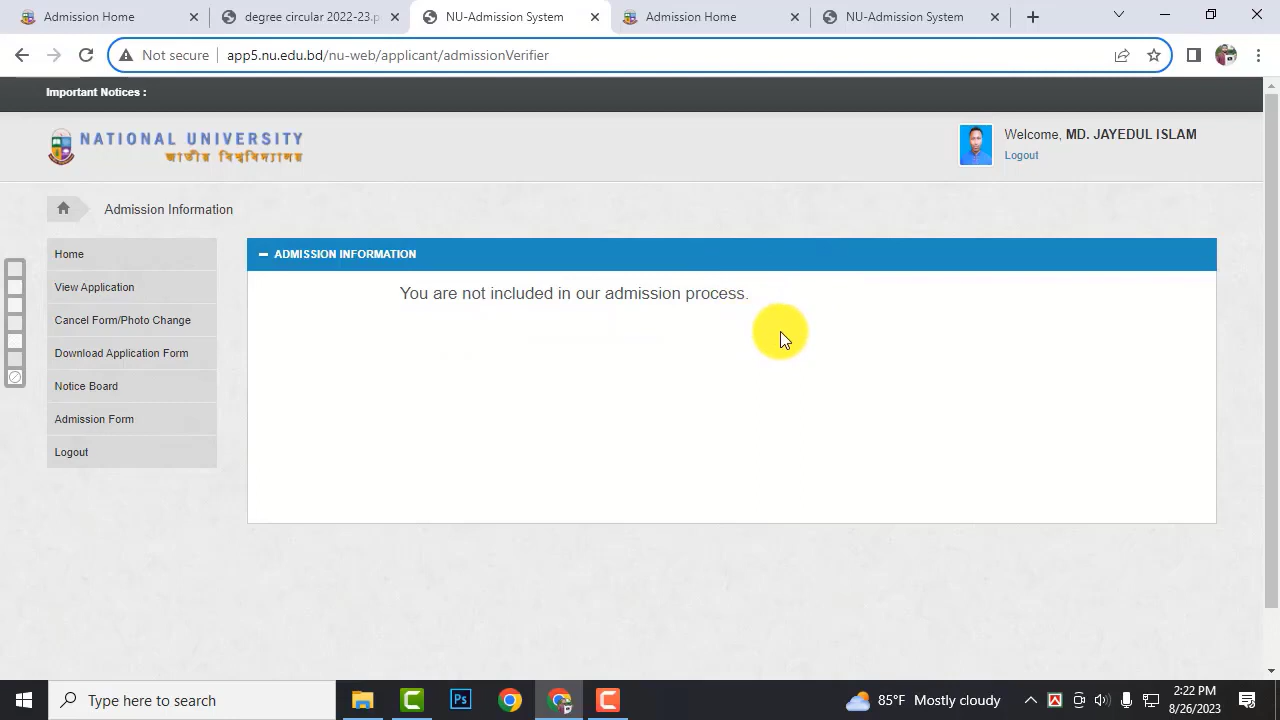 Admission Home
degree circular 2022-23.p
NU-Admission System
Admission Home
NU-Admission System
Not secure
app5.nu.edu.bd/nu-web/applicant/admissionVerifier
Important Notices :
NATIONAL UNIVERSITY
জাতীয় বিশ্ববিদ্যালয়
Welcome, MD. JAYEDUL ISLAM
Logout
Admission Information
Home
View Application
Cancel Form/Photo Change
Download Application Form
Notice Board
Admission Form
Logout
ADMISSION INFORMATION
You are not included in our admission process.
Type here to search
Ps
85°F Mostly cloudy
2:22 PM
8/26/2023